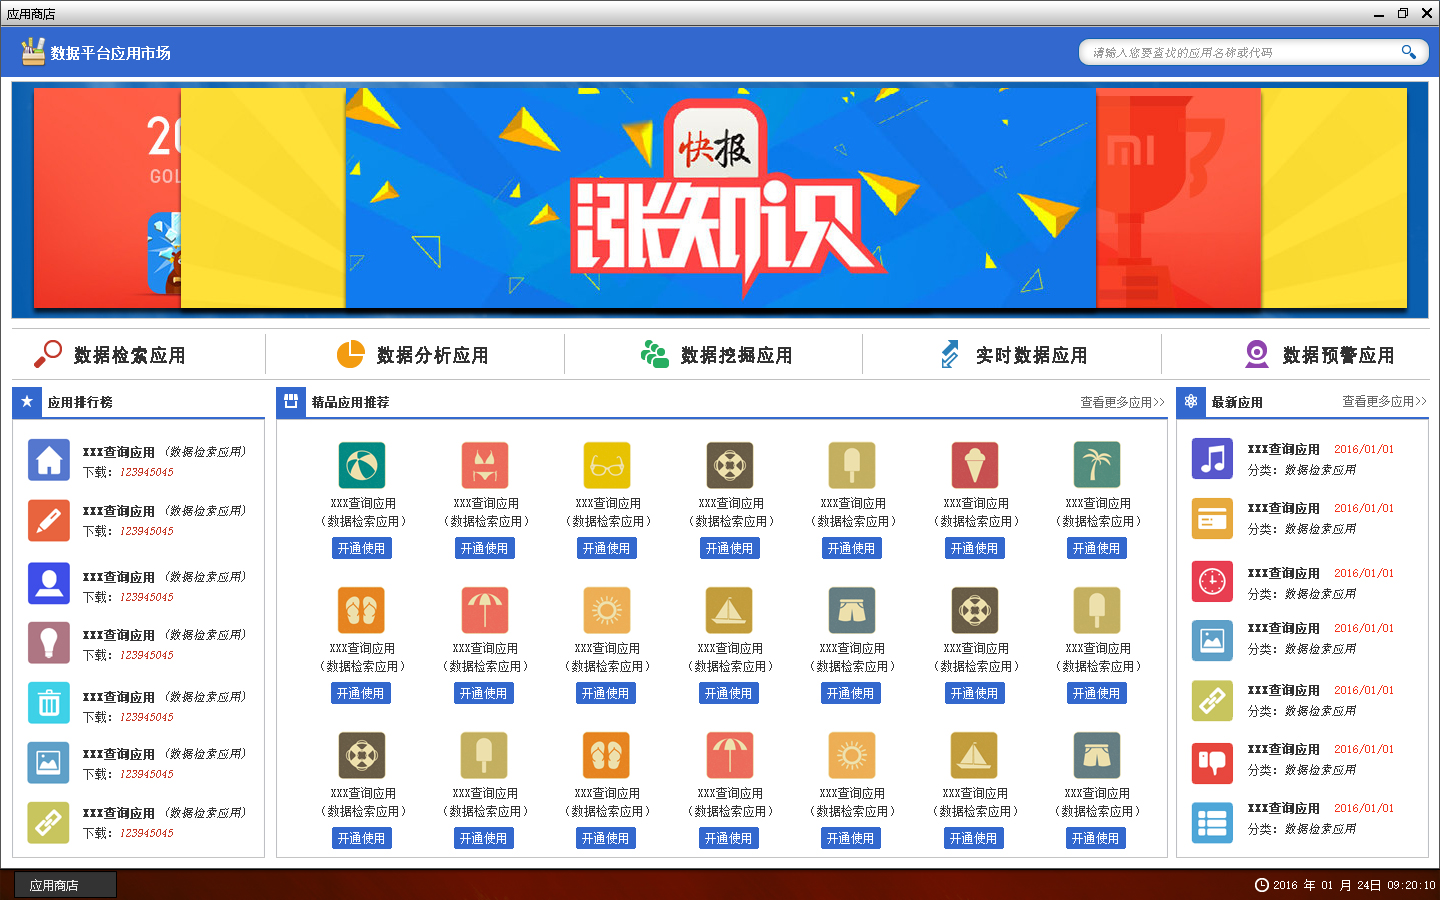 应用商店
数据平台应用市场
请输入您要查找的应用名称或代码
20
GOL
快报
涨知识
数据检索应用
数据分析应用
数据挖掘应用
实时数据应用
数据预警应用
应用排行榜
XXX查询应用 (数据检索应用)
下载: 123945045
XXX查询应用 (数据检索应用)
下载: 123945045
XXX查询应用 (数据检索应用)
下载: 123945045
XXX查询应用 (数据检索应用)
下载: 123945045
XXX查询应用 (数据检索应用)
下载: 123945045
XXX查询应用 (数据检索应用)
下载: 123945045
XXX查询应用 (数据检索应用)
下载: 123945045
精品应用推荐 查看更多应用>>
XXX查询应用 XXX查询应用 XXX查询应用 XXX查询应用 XXX查询应用 XXX查询应用 XXX查询应用
(数据检索应用) (数据检索应用) (数据检索应用) (数据检索应用) (数据检索应用) (数据检索应用) (数据检索应用)
开通使用 开通使用 开通使用 开通使用 开通使用 开通使用 开通使用
XXX查询应用 XXX查询应用 XXX查询应用 XXX查询应用 XXX查询应用 XXX查询应用 XXX查询应用
(数据检索应用) (数据检索应用) (数据检索应用) (数据检索应用) (数据检索应用) (数据检索应用) (数据检索应用)
开通使用 开通使用 开通使用 开通使用 开通使用 开通使用 开通使用
XXX查询应用 XXX查询应用 XXX查询应用 XXX查询应用 XXX查询应用 XXX查询应用 XXX查询应用
(数据检索应用) (数据检索应用) (数据检索应用) (数据检索应用) (数据检索应用) (数据检索应用) (数据检索应用)
开通使用 开通使用 开通使用 开通使用 开通使用 开通使用 开通使用
最新应用 查看更多应用>>
XXX查询应用 2016/01/01
分类: 数据检索应用
XXX查询应用 2016/01/01
分类: 数据检索应用
XXX查询应用 2016/01/01
分类: 数据检索应用
XXX查询应用 2016/01/01
分类: 数据检索应用
XXX查询应用 2016/01/01
分类: 数据检索应用
XXX查询应用 2016/01/01
分类: 数据检索应用
XXX查询应用 2016/01/01
分类: 数据检索应用
应用商店
2016 年 01 月 24日 09:20:10